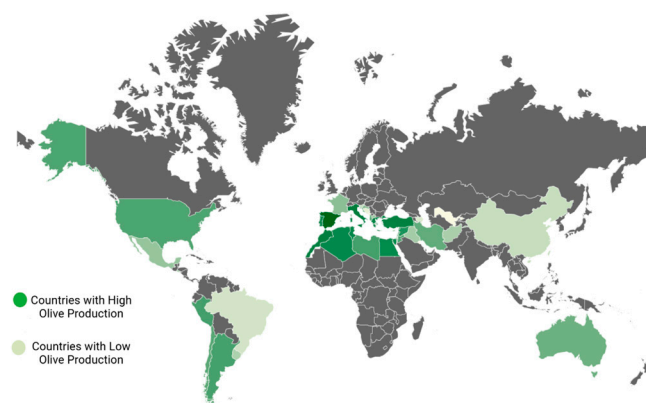 Countries with High
Olive Production
Countries with Low
Olive Production